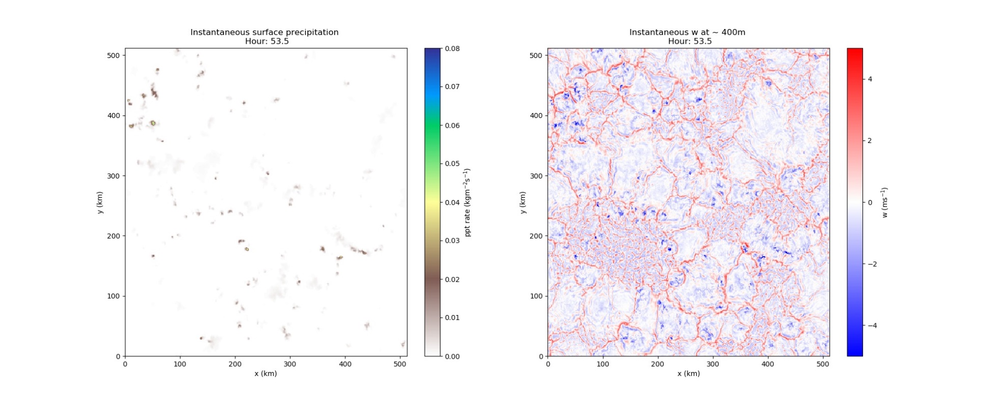 Instantaneous surface precipitation
Hour: 53.5
500
400
300
200
100
0
y (km)
0 100 200 300 400 500
x (km)
0.08
0.07
0.06
0.05
0.04
0.03
0.02
0.01
0.00
ppt rate (kgm⁻²s⁻¹)
Instantaneous w at ~ 400m
Hour: 53.5
500
400
300
200
100
0
y (km)
0 100 200 300 400 500
x (km)
4
2
0
−2
−4
w (ms⁻¹)